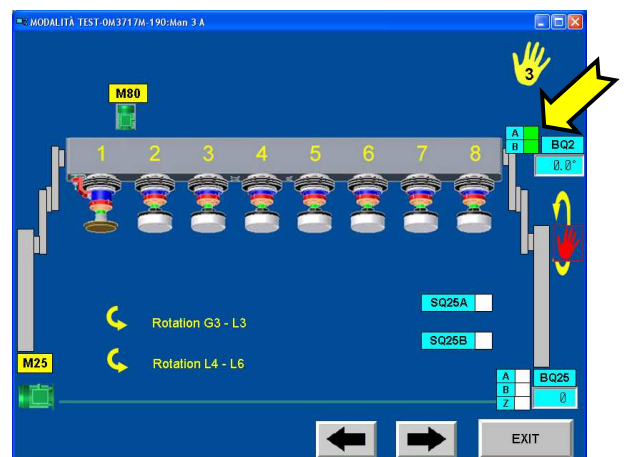 MODALITÀ TEST-0M3717M-190:Man 3 A
3
M80
A
B
BQ2
0.0°
1 2 3 4 5 6 7 8
SQ25A
Rotation G3 - L3
SQ25B
Rotation L4 - L6
M25
A
B
Z
BQ25
0
EXIT